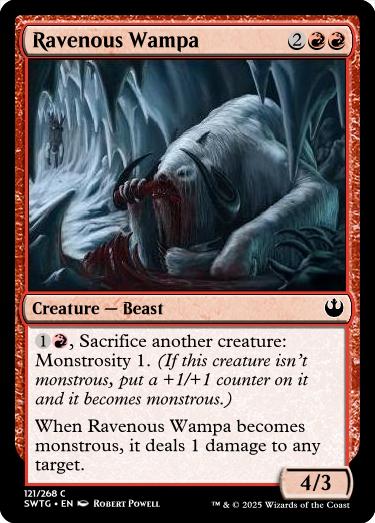 Ravenous Wampa 2
Creature — Beast
1, Sacrifice another creature:
Monstrosity 1. (If this creature isn't
monstrous, put a +1/+1 counter on it
and it becomes monstrous.)
When Ravenous Wampa becomes
monstrous, it deals 1 damage to any
target.
4/3
121/268 C
SWTG • EN Robert Powell
™ & © 2025 Wizards of the Coast